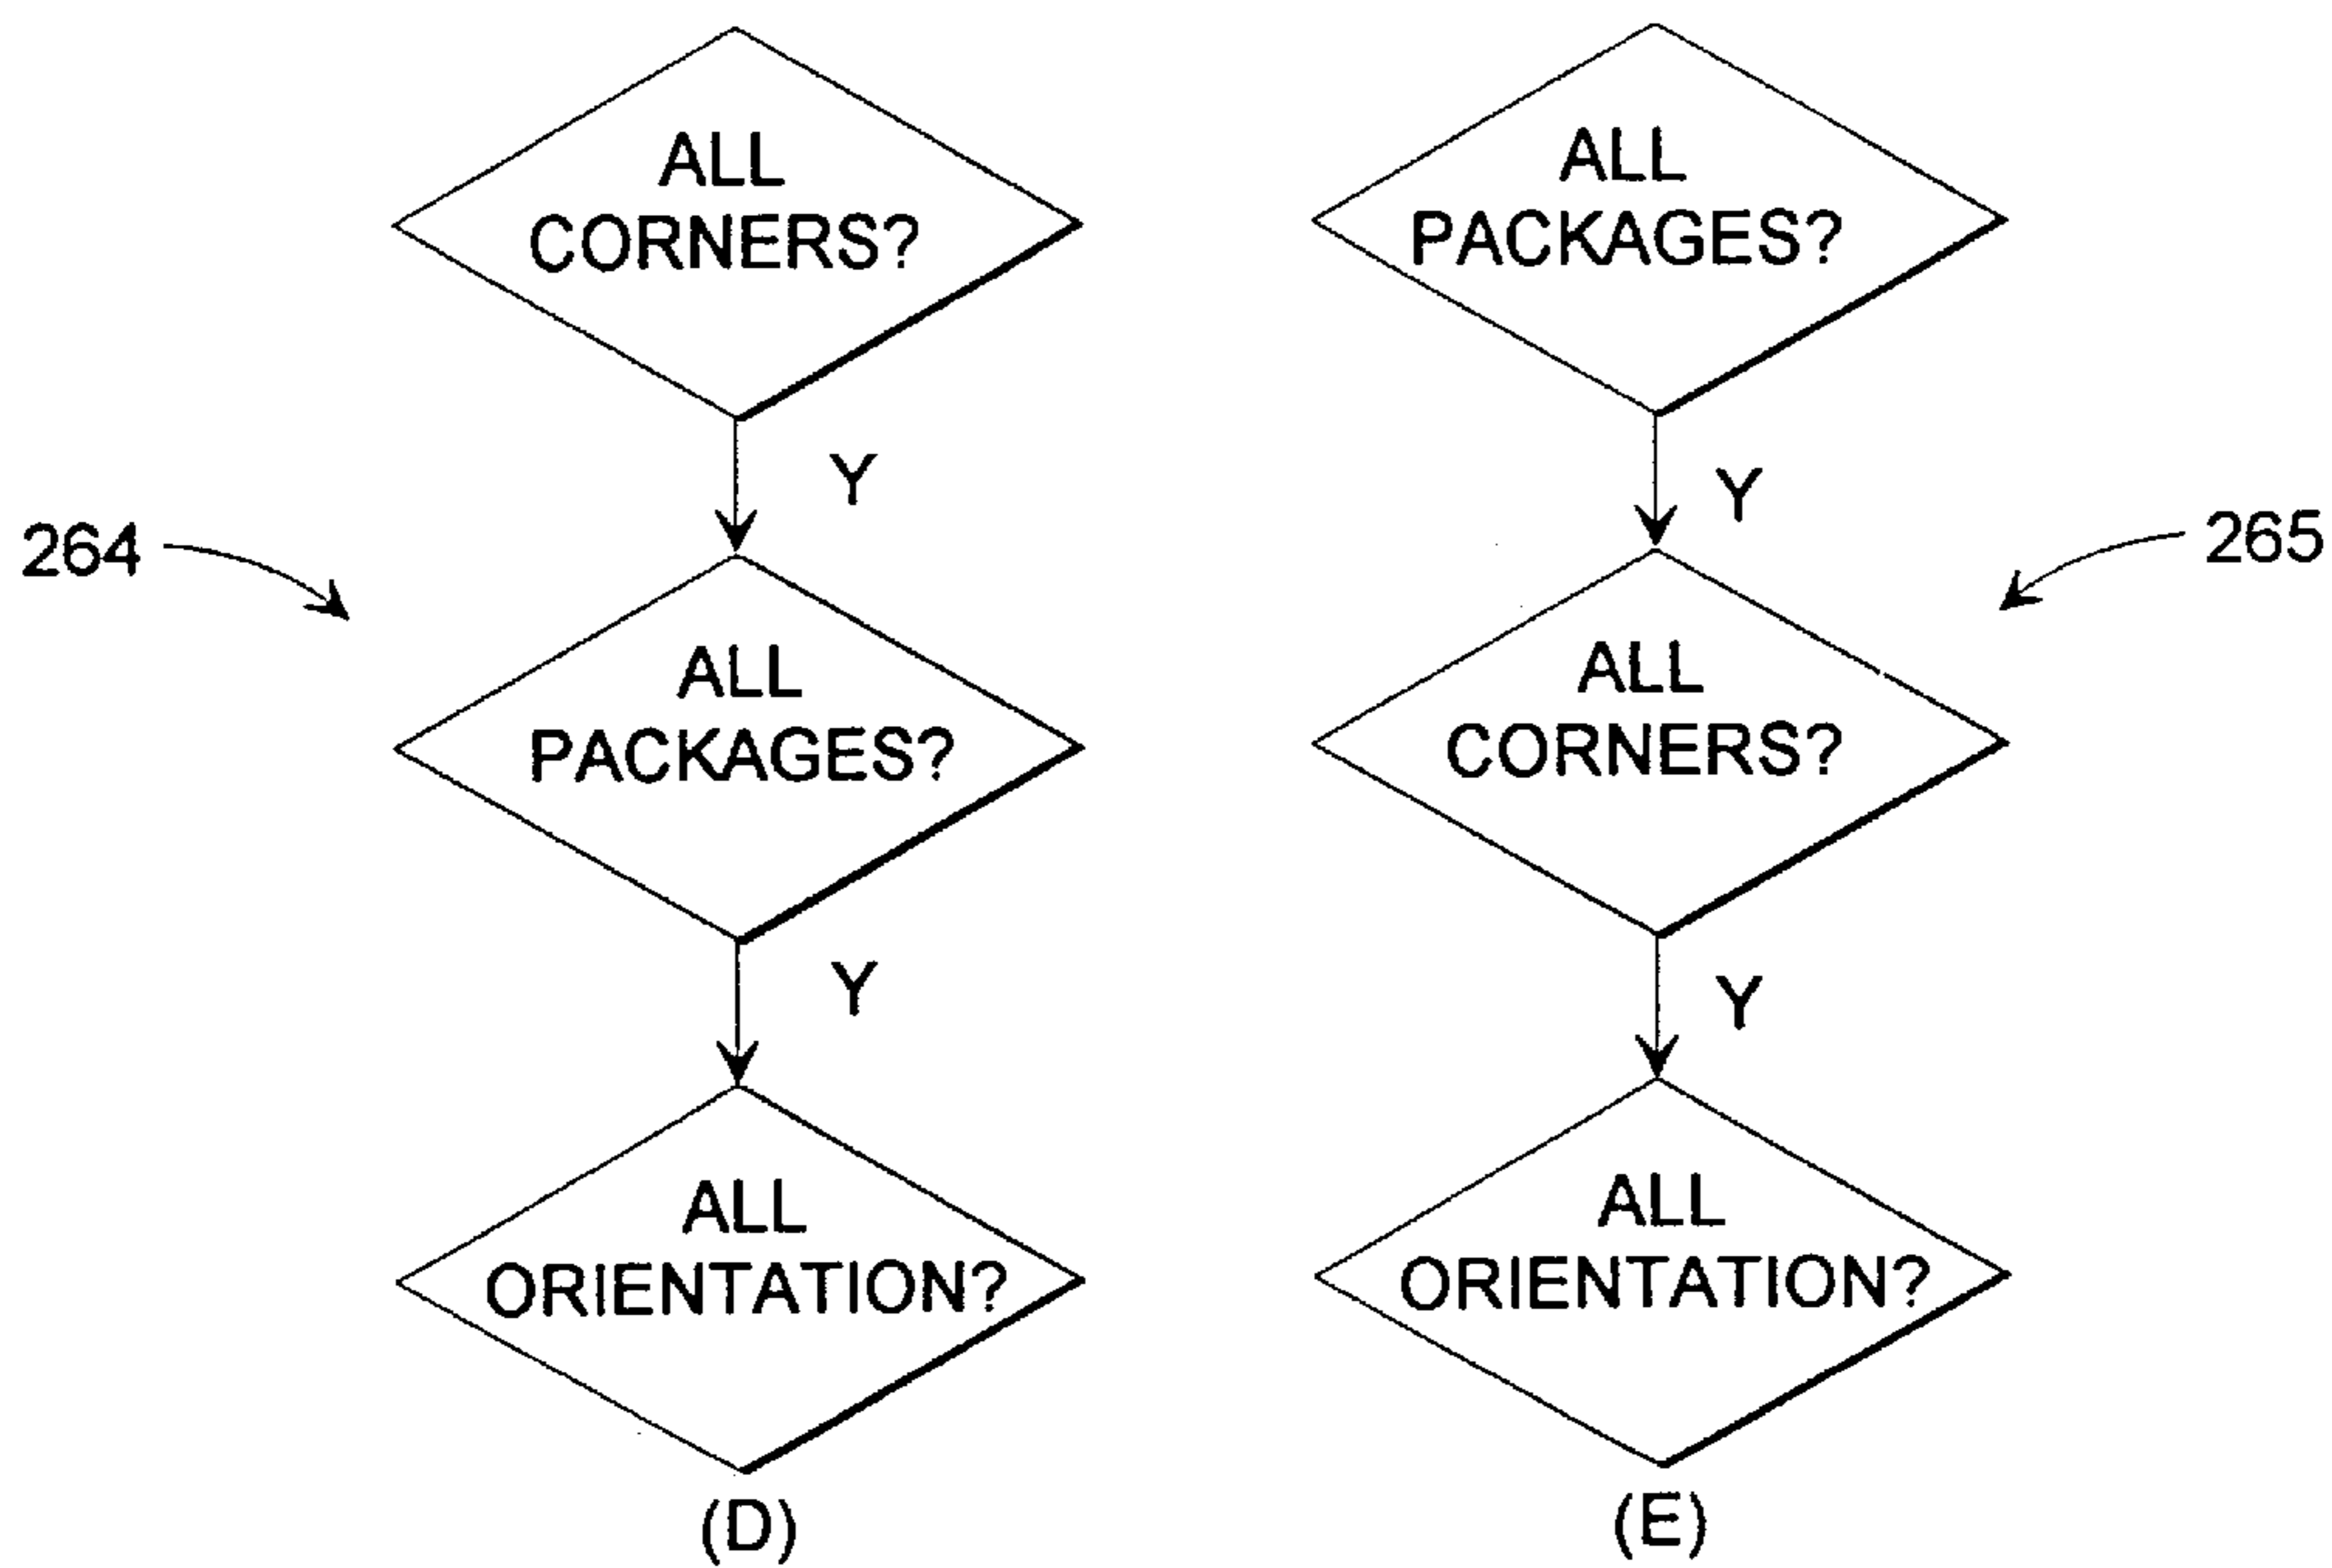 ALL
CORNERS?
Y
264
ALL
PACKAGES?
Y
ALL
ORIENTATION?
(D)
ALL
PACKAGES?
Y
265
ALL
CORNERS?
Y
ALL
ORIENTATION?
(E)